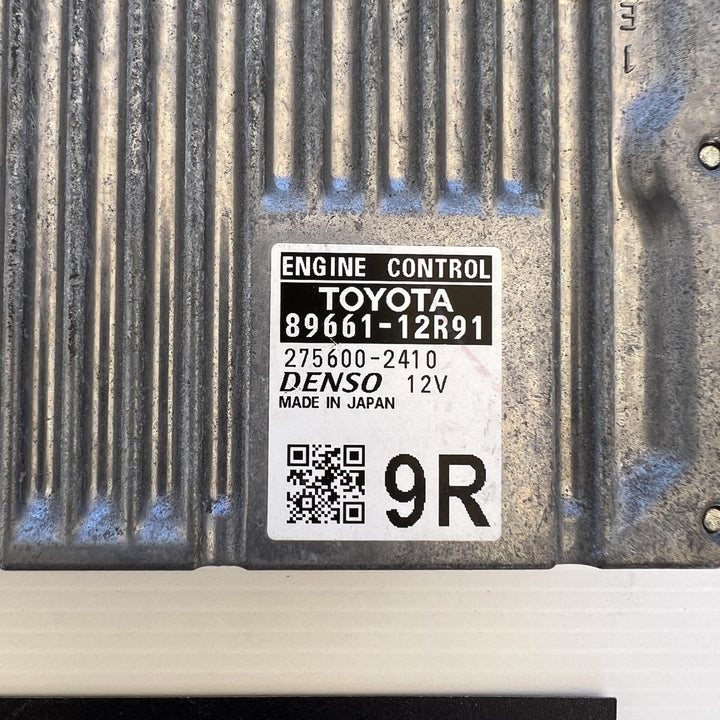 ENGINE CONTROL
TOYOTA
89661-12R91
275600-2410
DENSO 12V
MADE IN JAPAN
9R